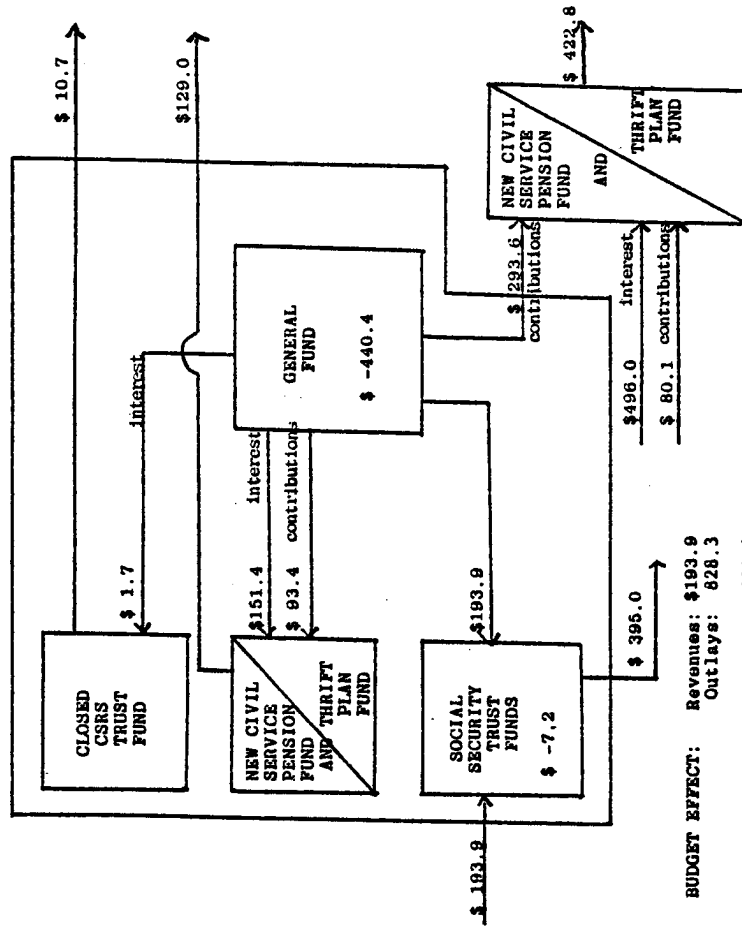 $ 10.7
$129.0
$ 422.8
CLOSED
CSRS
TRUST
FUND
$ 1.7
interest
GENERAL
FUND
$ -440.4
NEW CIVIL
SERVICE
PENSION
FUND
AND THRIFT
PLAN
FUND
$151.4 interest
$ 93.4 contributions
$ 293.6
contributions
NEW CIVIL
SERVICE
PENSION
FUND
AND
THRIFT
PLAN
FUND
$496.0 interest
$ 80.1 contributions
SOCIAL
SECURITY
TRUST
FUNDS
$ -7.2
$193.9
$ 193.9
$ 395.0
BUDGET EFFECT: Revenues: $193.9
Outlays: 828.3